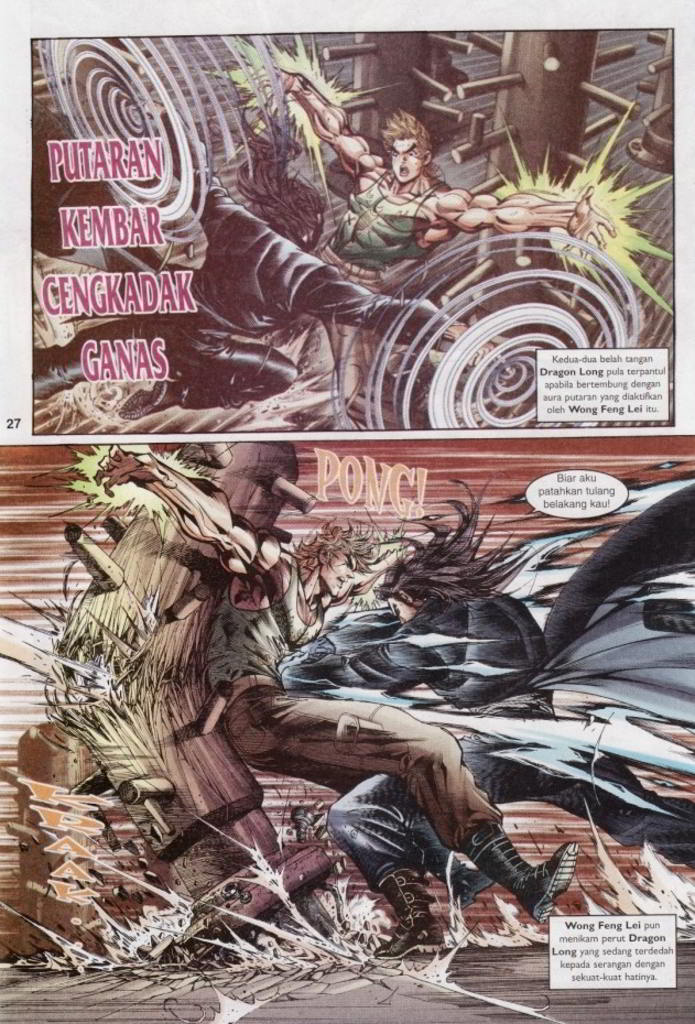 PUTARAN
KEMBAR
CENGKADAK
GANAS
Kedua-dua belah tangan
Dragon Long pula terpantul
apabila bertembung dengan
aura putaran yang diaktifkan
oleh Wong Feng Lei itu.
27
PONG!
Biar aku
patahkan tulang
belakang kau!
Wong Feng Lei pun
menikam perut Dragon
Long yang sedang terdedah
kepada serangan dengan
sekuat-kuat hatinya.